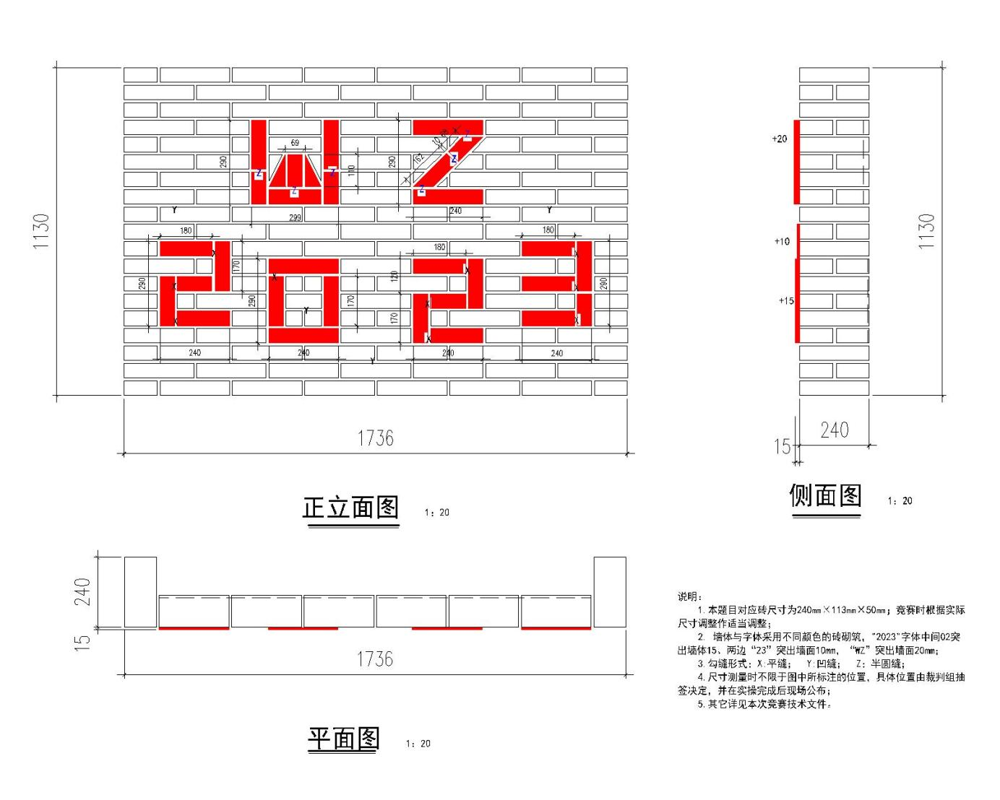 69
290
110
299
Z
Z
Z
10
68
162
290
240
Z
Z
Z
Y
Y
1130
180
290
170
240
X
X
X
290
170
240
X
Y
180
120
170
240
X
X
X
Y
180
290
240
X
X
X
1736
正立面图 1：20
+20
+10
+15
1130
15
240
侧面图 1：20
240
15
1736
平面图 1：20
说明：
1.本题目对应砖尺寸为240mm×113mm×50mm；竞赛时根据实际
尺寸调整作适当调整；
2. 墙体与字体采用不同颜色的砖砌筑，"2023"字体中间02突
出墙体15、两边“23”突出墙面10mm，“WZ”突出墙面20mm；
3.勾缝形式：X:平缝； Y:凹缝； Z：半圆缝；
4.尺寸测量时不限于图中所标注的位置，具体位置由裁判组抽
签决定，并在实操完成后现场公布；
5.其它详见本次竞赛技术文件。